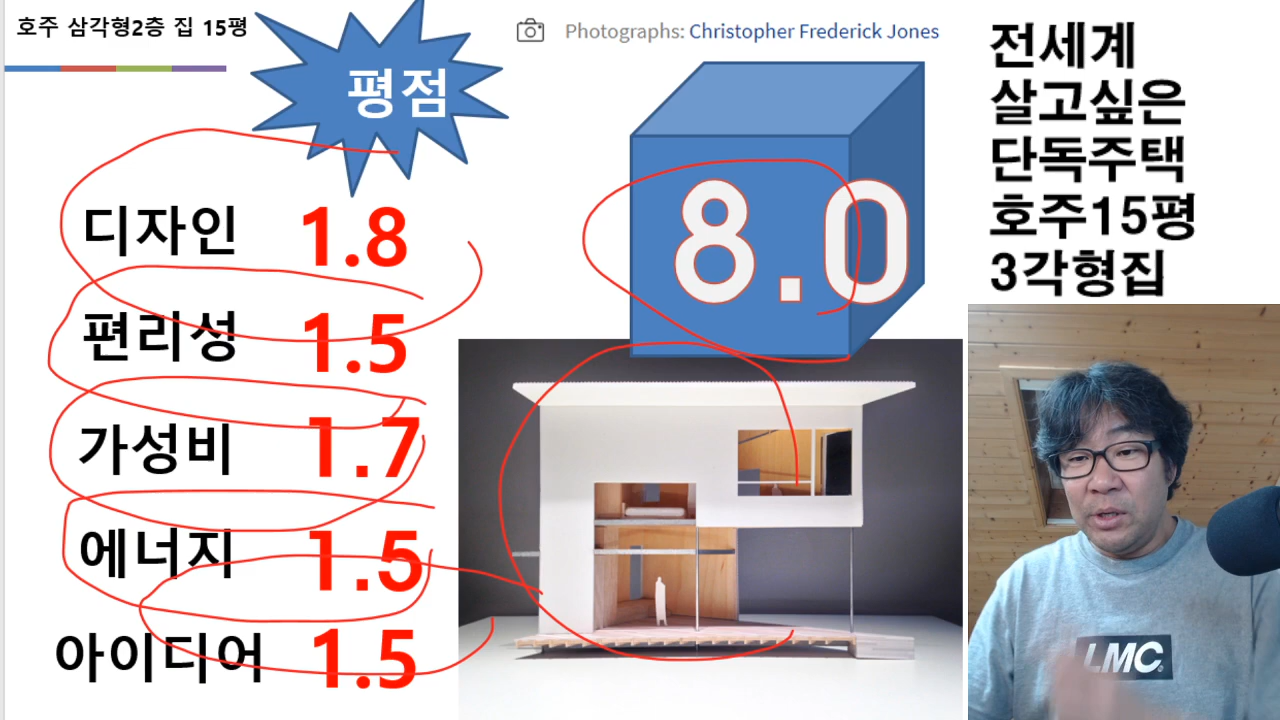 호주 삼각형2층 집 15평
평점
Photographs: Christopher Frederick Jones
8.0
전세계
살고싶은
단독주택
호주15평
3각형집
디자인 1.8
편리성 1.5
가성비 1.7
에너지 1.5
아이디어 1.5
LMC